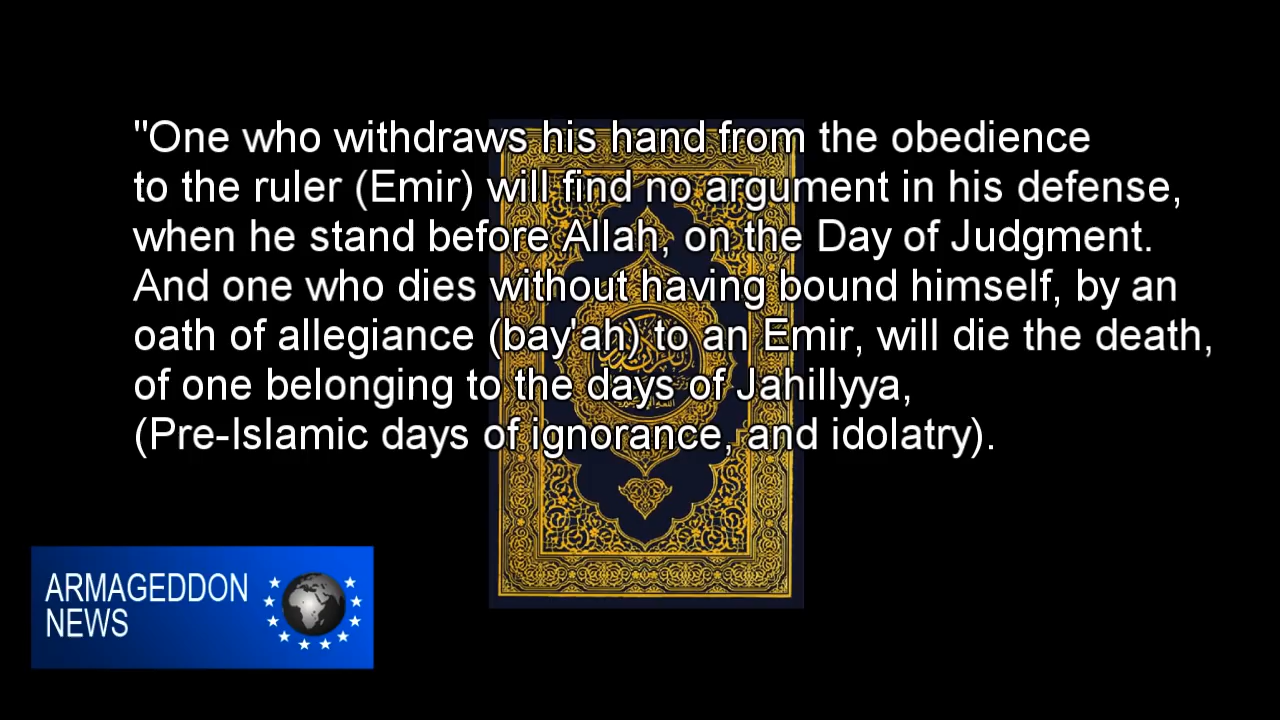 "One who withdraws his hand from the obedience
to the ruler (Emir) will find no argument in his defense,
when he stand before Allah, on the Day of Judgment.
And one who dies without having bound himself, by an
oath of allegiance (bay'ah) to an Emir, will die the death,
of one belonging to the days of Jahillyya,
(Pre-Islamic days of ignorance, and idolatry).
ARMAGEDDON
NEWS